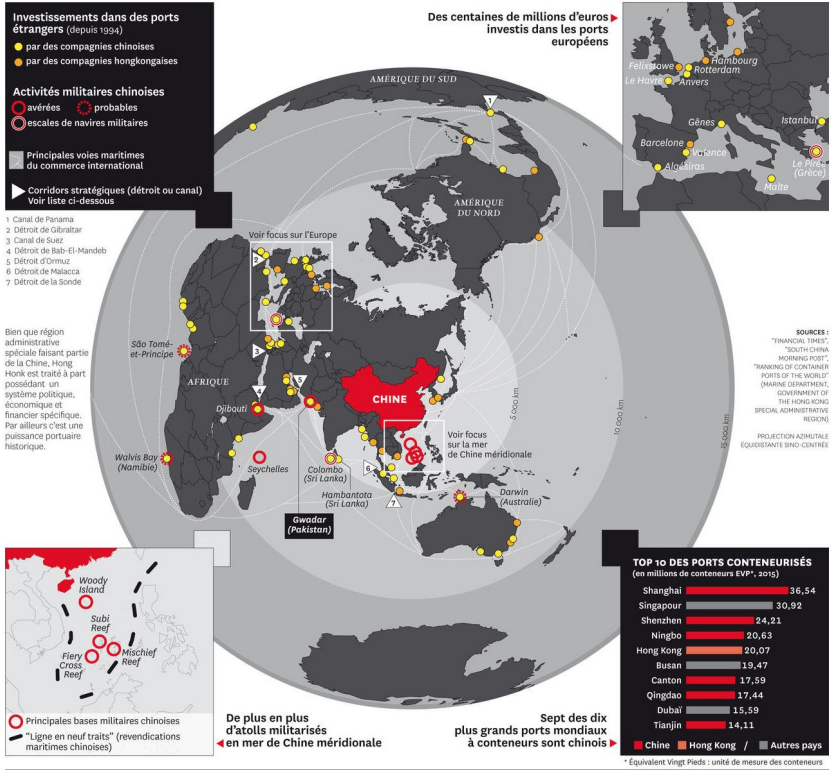 Investissements dans des ports
étrangers (depuis 1994)
par des compagnies chinoises
par des compagnies hongkongaises
Activités militaires chinoises
avérées
probables
escales de navires militaires
Principales voies maritimes
du commerce international
Corridors stratégiques (détroit ou canal)
Voir liste ci-dessous
1 Canal de Panama
2 Détroit de Gibraltar
3 Canal de Suez
4 Détroit de Bab-El-Mandeb
5 Détroit d'Ormuz
6 Détroit de Malacca
7 Détroit de la Sonde
Bien que région
administrative
spéciale faisant partie
de la Chine, Hong
Honk est traité à part
possédant un
système politique,
économique et
financier spécifique.
Par ailleurs c'est une
puissance portuaire
historique.
Des centaines de millions d'euros
investis dans les ports
européens
Felixstowe
Hambourg
Rotterdam
Le Havre
Anvers
Gênes
Istanbul
Barcelone
Valence
Le Pirée
(Grèce)
Algésiras
Malte
AMÉRIQUE DU SUD
1
AMÉRIQUE
DU NORD
Voir focus sur l'Europe
2
3
São Tomé-
et-Principe
AFRIQUE
5
4
Djibouti
CHINE
5 000 km
10 000 km
15 000 km
Voir focus
sur la mer
de Chine méridionale
Walvis Bay
(Namibie)
Seychelles
Colombo
(Sri Lanka)
6
Hambantota
(Sri Lanka)
7
Darwin
(Australie)
Gwadar
(Pakistan)
SOURCES :
"FINANCIAL TIMES",
"SOUTH CHINA
MORNING POST",
"RANKING OF CONTAINER
PORTS OF THE WORLD"
(MARINE DEPARTMENT,
GOVERNMENT OF
THE HONG KONG
SPECIAL ADMINISTRATIVE
REGION)
PROJECTION AZIMUTALE
ÉQUIDISTANTE SINO-CENTRÉE
Woody
Island
Subi
Reef
Fiery
Cross
Reef
Mischief
Reef
Principales bases militaires chinoises
"Ligne en neuf traits" (revendications
maritimes chinoises)
De plus en plus
d'atolls militarisés
en mer de Chine méridionale
Sept des dix
plus grands ports mondiaux
à conteneurs sont chinois
TOP 10 DES PORTS CONTENEURISÉS
(en millions de conteneurs EVP*, 2015)
Shanghai 36,54
Singapour 30,92
Shenzhen 24,21
Ningbo 20,63
Hong Kong 20,07
Busan 19,47
Canton 17,59
Qingdao 17,44
Dubaï 15,59
Tianjin 14,11
Chine Hong Kong / Autres pays
* Équivalent Vingt Pieds : unité de mesure des conteneurs